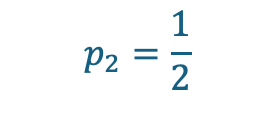 p₂ = 1/2